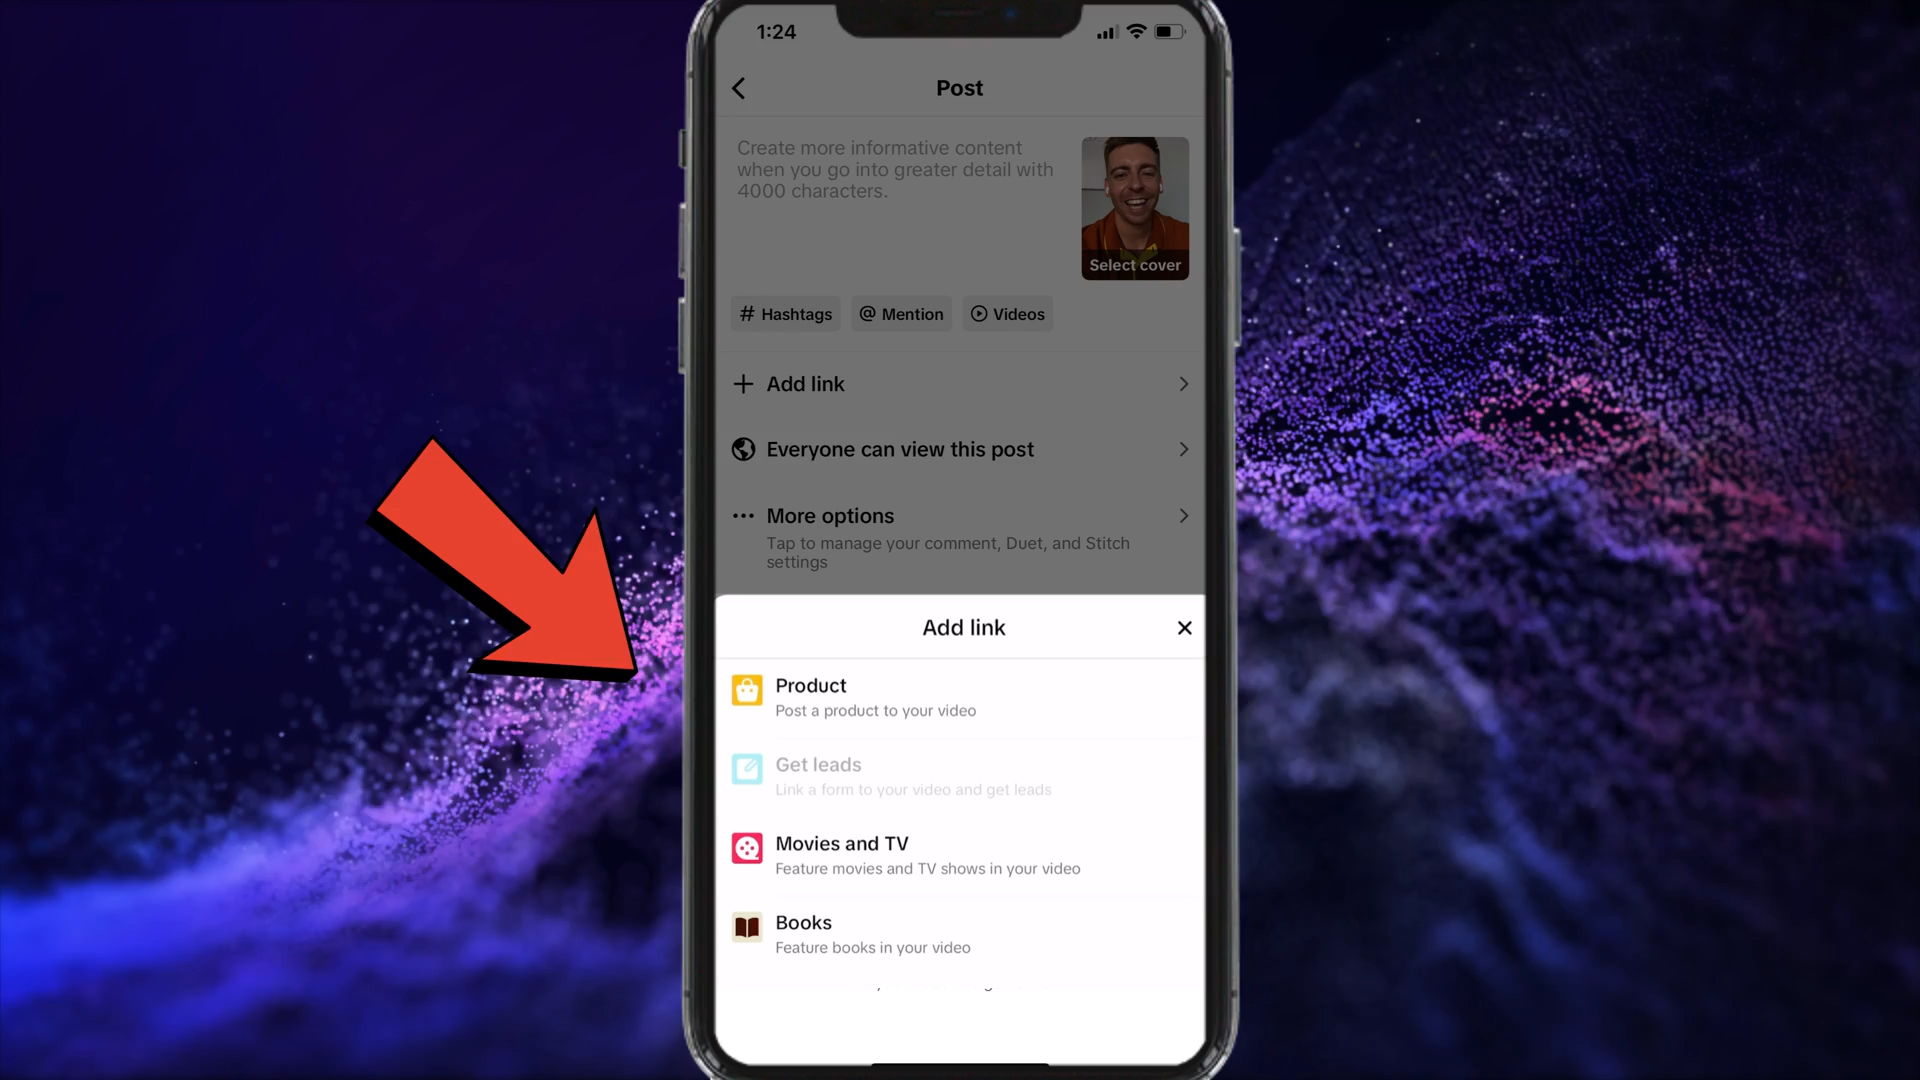 1:24
Post
Create more informative content
when you go into greater detail with
4000 characters.
Select cover
# Hashtags @ Mention Videos
Add link
Everyone can view this post
More options
Tap to manage your comment, Duet, and Stitch
settings
Add link
Product
Post a product to your video
Get leads
Link a form to your video and get leads
Movies and TV
Feature movies and TV shows in your video
Books
Feature books in your video